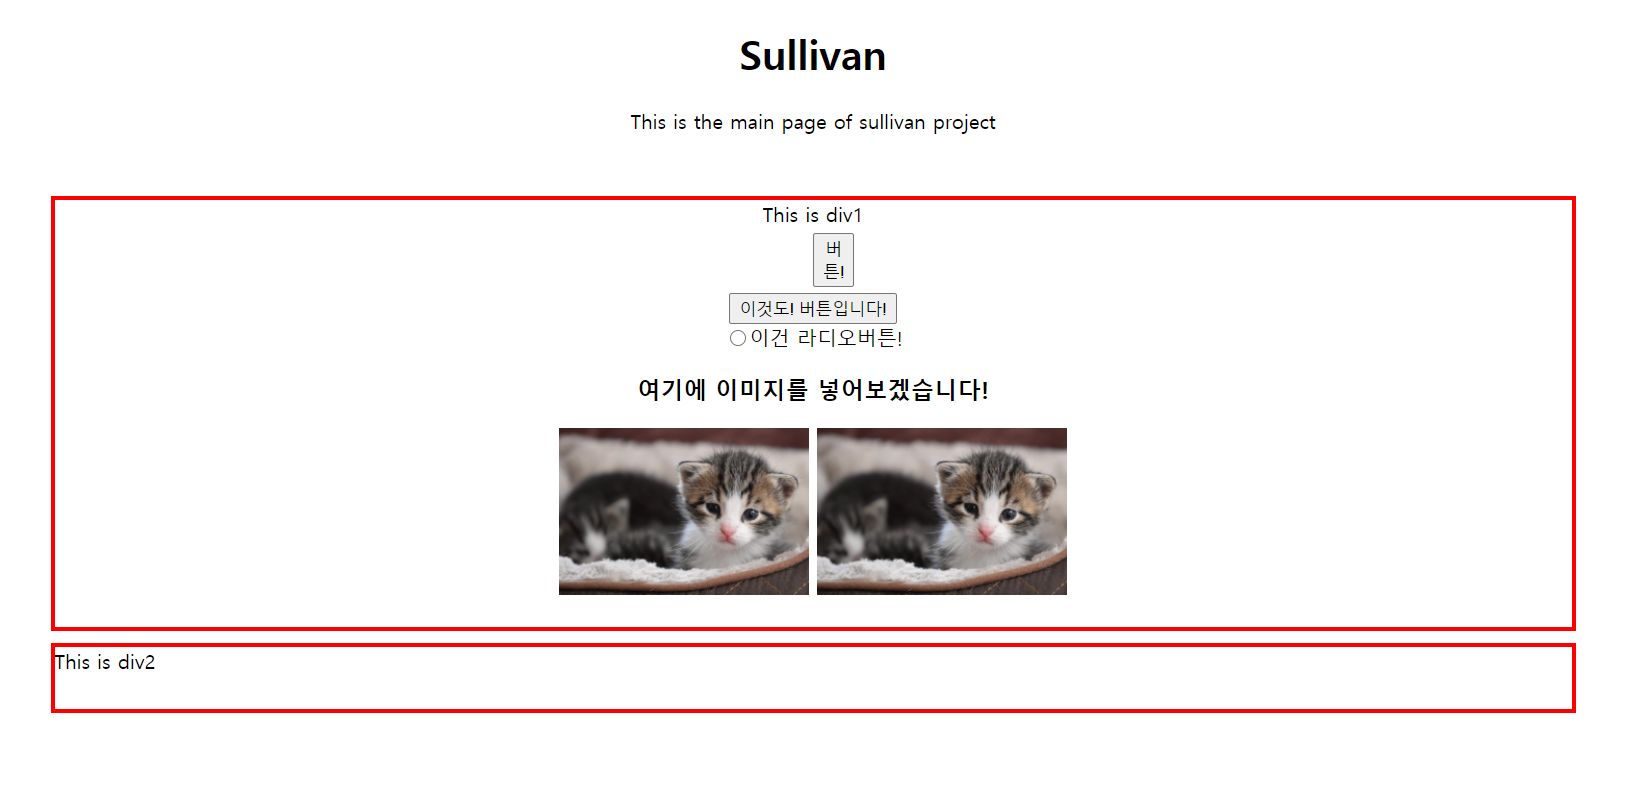 Sullivan
This is the main page of sullivan project
This is div1
버
튼!
이것도! 버튼입니다!
이건 라디오버튼!
여기에 이미지를 넣어보겠습니다!
This is div2